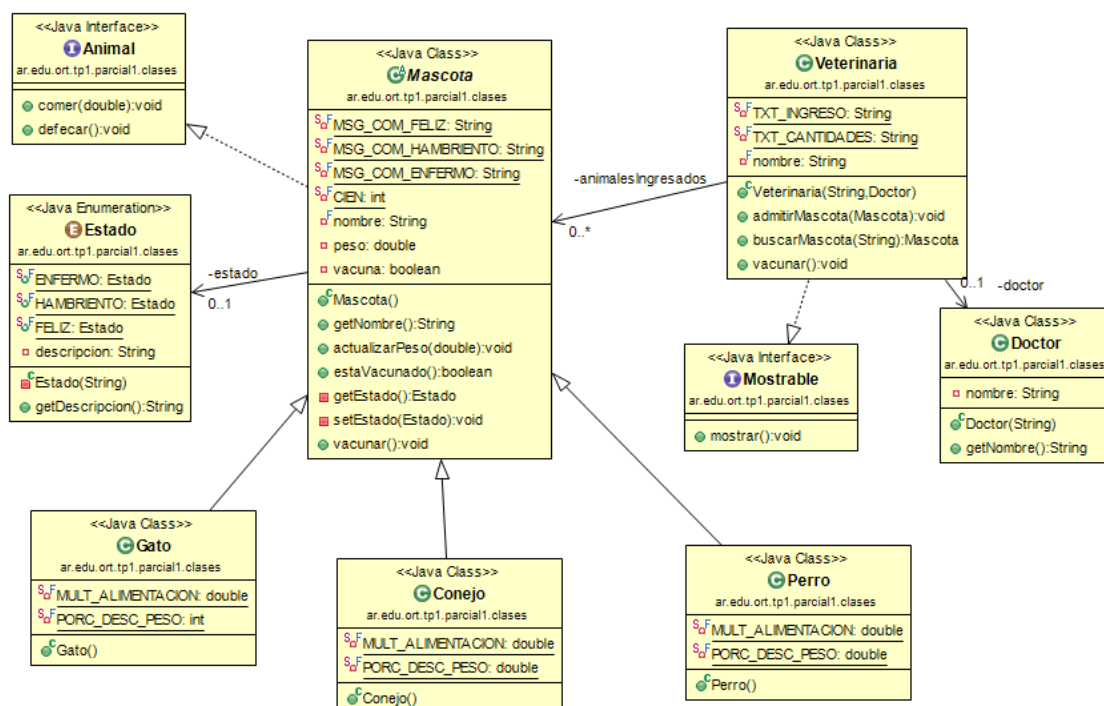 <<Java Interface>>
Animal
ar.edu.ort.tp1.parcial1.clases
comer(double):void
defecar():void
<<Java Enumeration>>
Estado
ar.edu.ort.tp1.parcial1.clases
ENFERMO: Estado
HAMBRIENTO: Estado
FELIZ: Estado
descripcion: String
Estado(String)
getDescripcion():String
-estado
0..1
<<Java Class>>
Mascota
ar.edu.ort.tp1.parcial1.clases
MSG_COM_FELIZ: String
MSG_COM_HAMBRIENTO: String
MSG_COM_ENFERMO: String
CIEN: int
nombre: String
peso: double
vacuna: boolean
Mascota()
getNombre():String
actualizarPeso(double):void
estaVacunado():boolean
getEstado():Estado
setEstado(Estado):void
vacunar():void
-animalesIngresados
0..*
<<Java Class>>
Veterinaria
ar.edu.ort.tp1.parcial1.clases
TXT_INGRESO: String
TXT_CANTIDADES: String
nombre: String
Veterinaria(String,Doctor)
admitirMascota(Mascota):void
buscarMascota(String):Mascota
vacunar():void
0..1
-doctor
<<Java Interface>>
Mostrable
ar.edu.ort.tp1.parcial1.clases
mostrar():void
<<Java Class>>
Doctor
ar.edu.ort.tp1.parcial1.clases
nombre: String
Doctor(String)
getNombre():String
<<Java Class>>
Gato
ar.edu.ort.tp1.parcial1.clases
MULT_ALIMENTACION: double
PORC_DESC_PESO: int
Gato()
<<Java Class>>
Conejo
ar.edu.ort.tp1.parcial1.clases
MULT_ALIMENTACION: double
PORC_DESC_PESO: double
Conejo()
<<Java Class>>
Perro
ar.edu.ort.tp1.parcial1.clases
MULT_ALIMENTACION: double
PORC_DESC_PESO: double
Perro()